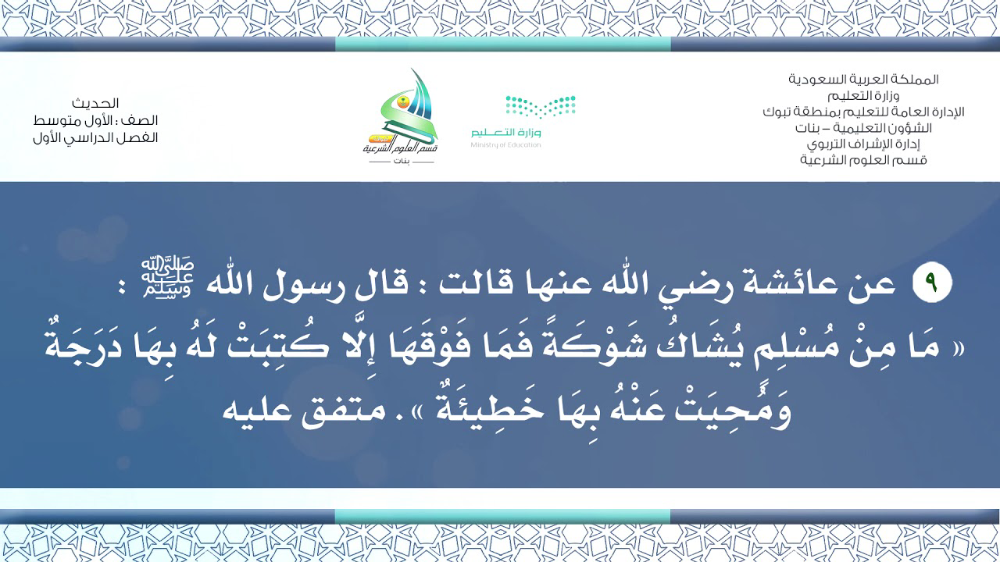 المملكة العربية السعودية
وزارة التعليم
الإدارة العامة للتعليم بمنطقة تبوك
الشؤون التعليمية – بنات
إدارة الإشراف التربوي
قسم العلوم الشرعية
وزارة التعليم
Ministry of Education
تبوك
قسم العلوم الشرعية
بنات
الحديث
الصف : الأول متوسط
الفصل الدراسي الأول
٩ عن عائشة رضي الله عنها قالت : قال رسول الله ﷺ :
« مَا مِنْ مُسْلِمٍ يُشَاكُ شَوْكَةً فَمَا فَوْقَهَا إِلَّا كُتِبَتْ لَهُ بِهَا دَرَجَةٌ
وَمُحِيَتْ عَنْهُ بِهَا خَطِيئَةٌ » . متفق عليه